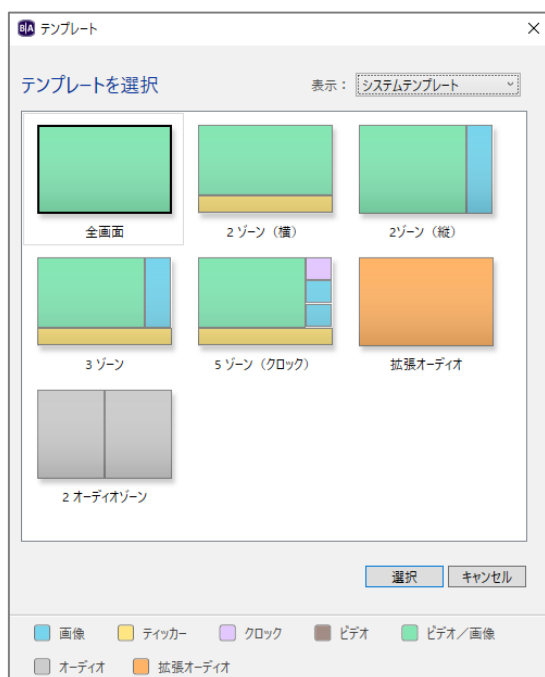 B|A テンプレート
テンプレートを選択 表示： システムテンプレート
全画面 2 ゾーン（横） 2ゾーン（縦）
3 ゾーン 5 ゾーン（クロック） 拡張オーディオ
2 オーディオゾーン
選択 キャンセル
画像 ティッカー クロック ビデオ ビデオ／画像
オーディオ 拡張オーディオ